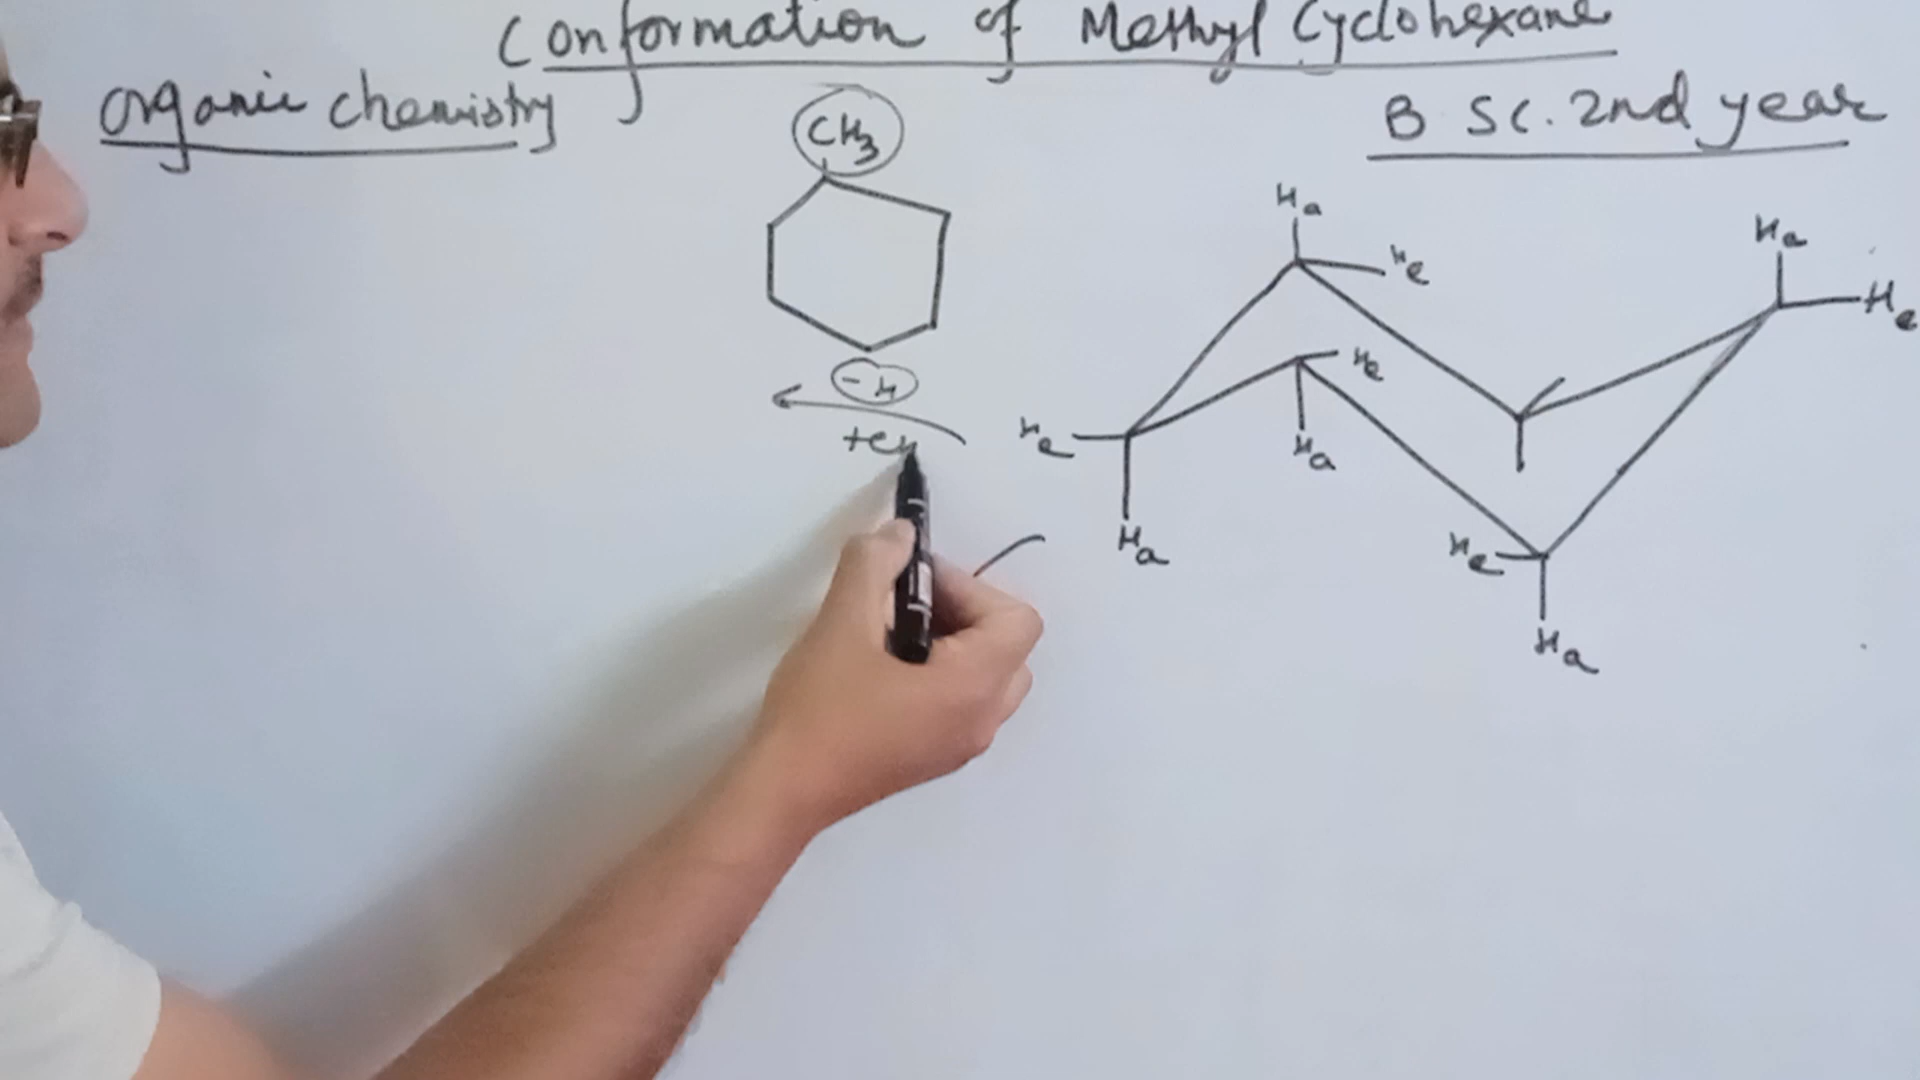 Conformation of Methyl Cyclohexane
Organic chemistry
B Sc. 2nd year
CH3
Ha
He
Ha
He
He
-H
+CH
He
Ha
Ha
He
Ha